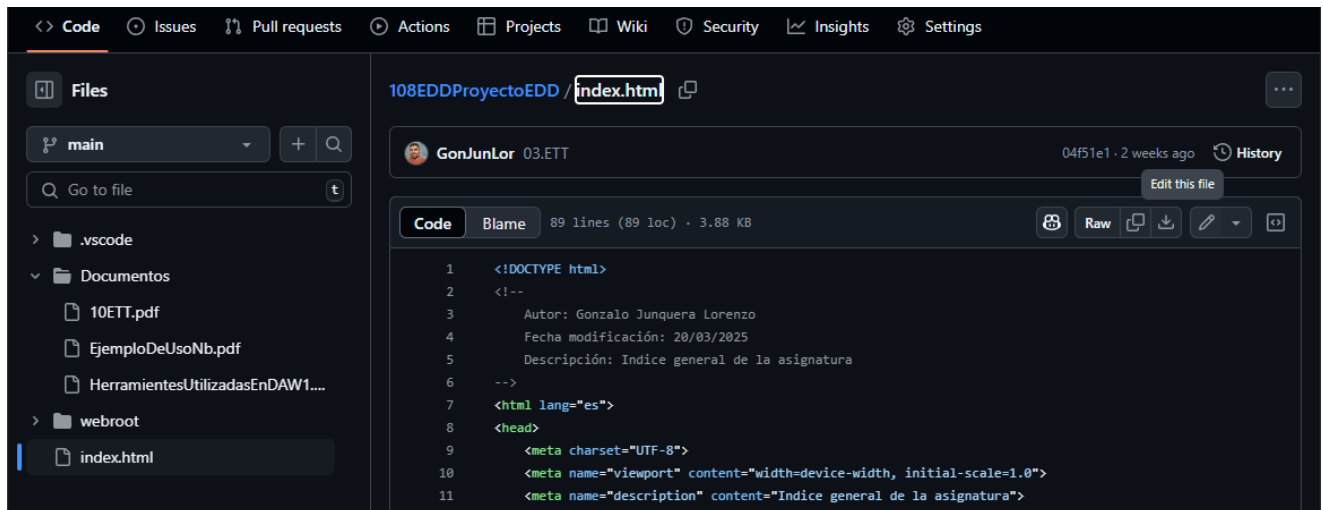 Code Issues Pull requests Actions Projects Wiki Security Insights Settings
Files
main
Go to file t
.vscode
Documentos
10ETT.pdf
EjemploDeUsoNb.pdf
HerramientesUtilizadasEnDAW1....
webroot
index.html
108EDDProyectoEDD / index.html
GonJunLor 03.ETT 04f51e1 · 2 weeks ago History
Edit this file
Code Blame 89 lines (89 loc) · 3.88 KB Raw
1 <!DOCTYPE html>
2 <!--
3 Autor: Gonzalo Junquera Lorenzo
4 Fecha modificación: 20/03/2025
5 Descripción: Indice general de la asignatura
6 -->
7 <html lang="es">
8 <head>
9 <meta charset="UTF-8">
10 <meta name="viewport" content="width=device-width, initial-scale=1.0">
11 <meta name="description" content="Indice general de la asignatura">